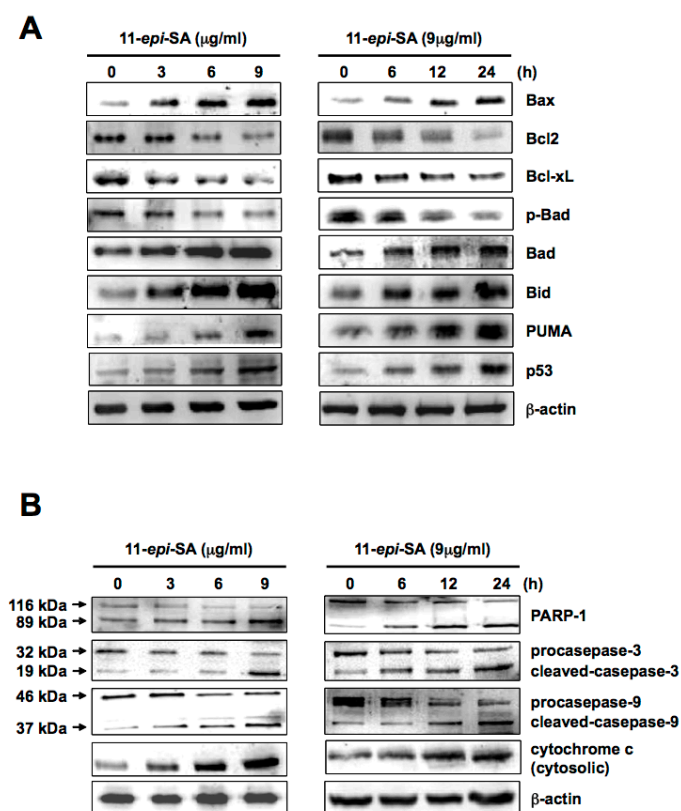 A
11-epi-SA (μg/ml)
11-epi-SA (9μg/ml)
0 3 6 9
0 6 12 24 (h)
Bax
Bcl2
Bcl-xL
p-Bad
Bad
Bid
PUMA
p53
β-actin
B
11-epi-SA (μg/ml)
11-epi-SA (9μg/ml)
0 3 6 9
0 6 12 24 (h)
116 kDa
89 kDa
PARP-1
32 kDa
procasepase-3
19 kDa
cleaved-casepase-3
46 kDa
procasepase-9
37 kDa
cleaved-casepase-9
cytochrome c
(cytosolic)
β-actin